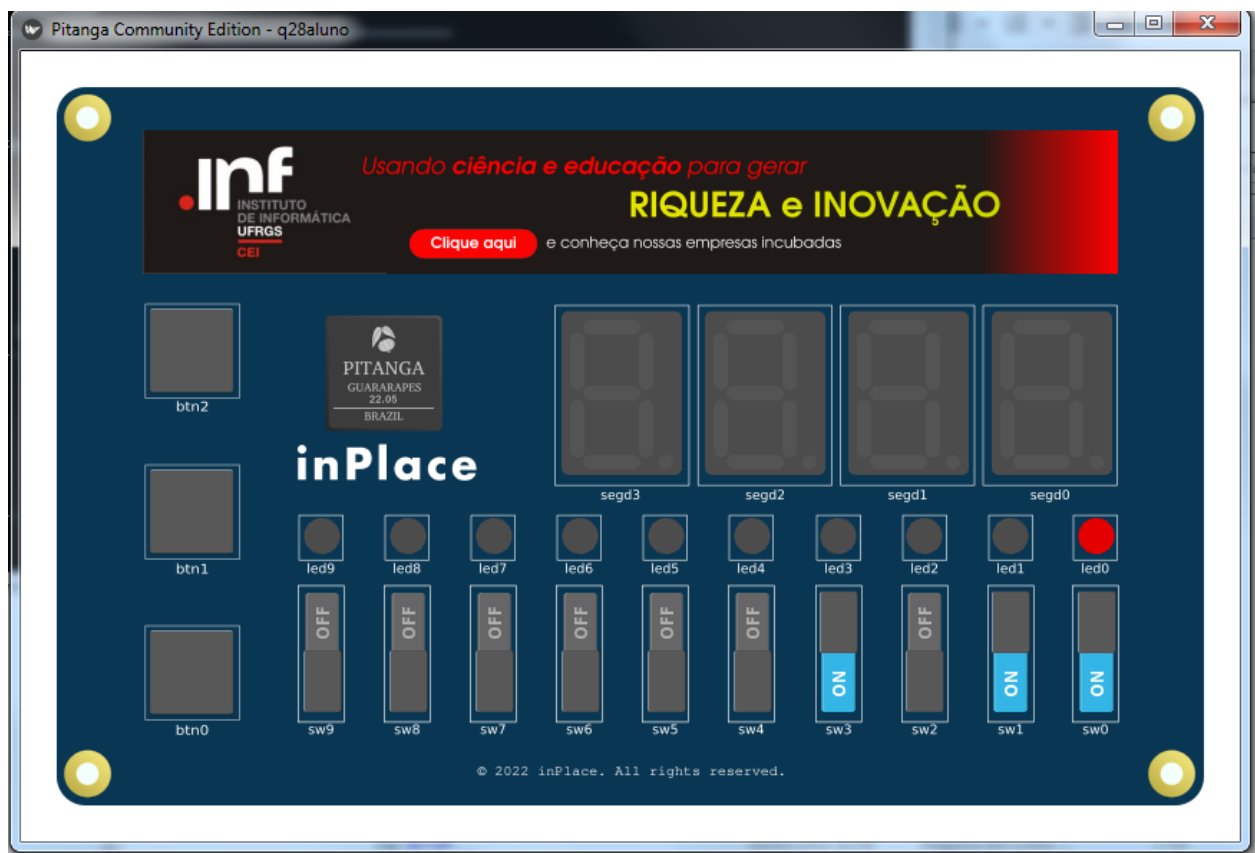 Pitanga Community Edition - q28aluno
.inf
INSTITUTO
DE INFORMÁTICA
UFRGS
CEI
Usando ciência e educação para gerar
RIQUEZA e INOVAÇÃO
Clique aqui e conheça nossas empresas incubadas
PITANGA
GUARARAPES
22.05
BRAZIL
inPlace
btn2
btn1
btn0
segd3 segd2 segd1 segd0
led9 led8 led7 led6 led5 led4 led3 led2 led1 led0
OFF OFF OFF OFF OFF OFF ON OFF ON ON
sw9 sw8 sw7 sw6 sw5 sw4 sw3 sw2 sw1 sw0
© 2022 inPlace. All rights reserved.